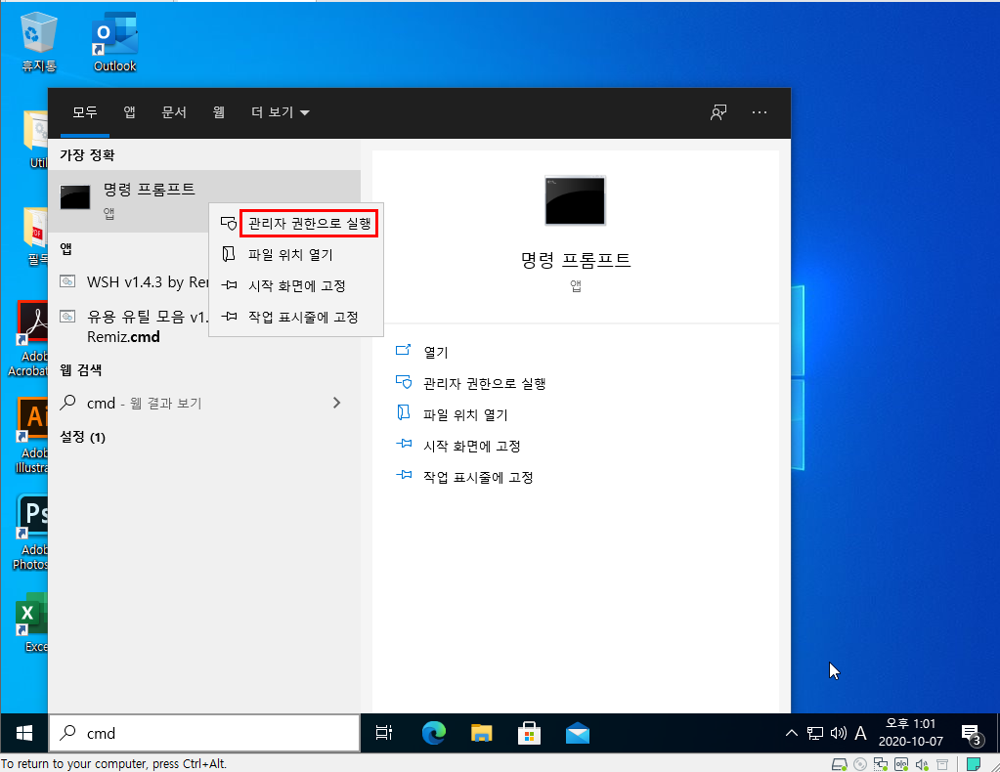 휴지통
Outlook
모두 앱 문서 웹 더 보기
가장 정확
명령 프롬프트
앱
관리자 권한으로 실행
파일 위치 열기
시작 화면에 고정
작업 표시줄에 고정
앱
WSH v1.4.3 by Rer
유용 유틸 모음 v1.
Remiz.cmd
웹 검색
cmd - 웹 결과 보기
설정 (1)
명령 프롬프트
앱
열기
관리자 권한으로 실행
파일 위치 열기
시작 화면에 고정
작업 표시줄에 고정
Util
필독
PDF
Adob
Acrobat
Ai
Adob
Illustra
Ps
Adob
Photos
X
Exce
cmd
A
오후 1:01
2020-10-07
3
To return to your computer, press Ctrl+Alt.